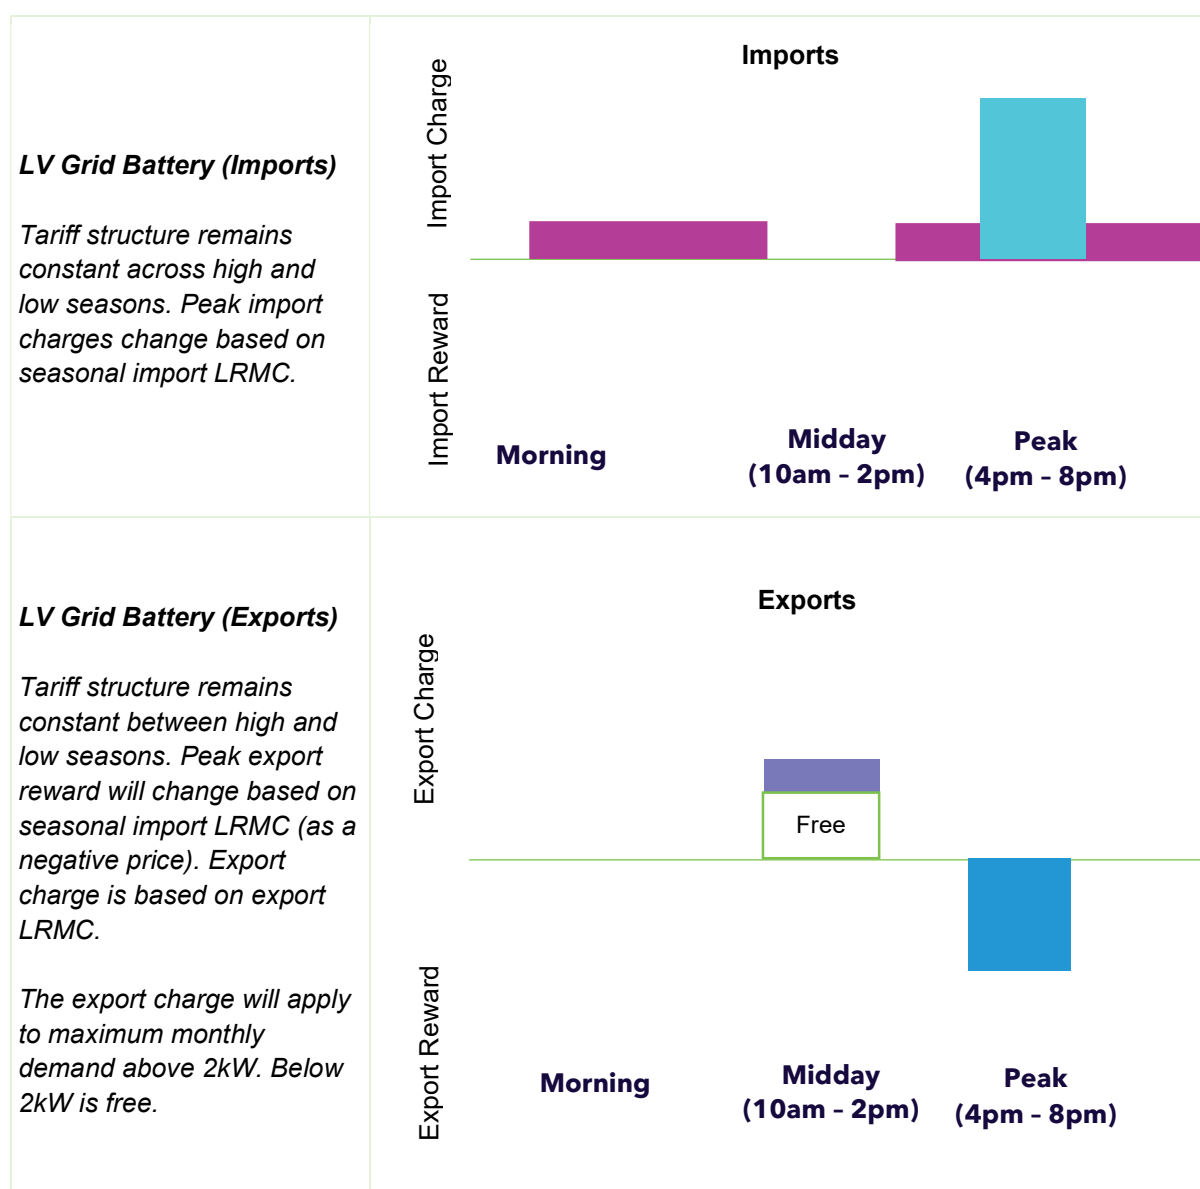 LV Grid Battery (Imports)
Tariff structure remains
constant across high and
low seasons. Peak import
charges change based on
seasonal import LRMC.
Imports
Import Charge
Import Reward
Morning
Midday
(10am – 2pm)
Peak
(4pm – 8pm)
LV Grid Battery (Exports)
Tariff structure remains
constant between high and
low seasons. Peak export
reward will change based on
seasonal import LRMC (as a
negative price). Export
charge is based on export
LRMC.
The export charge will apply
to maximum monthly
demand above 2kW. Below
2kW is free.
Exports
Export Charge
Free
Export Reward
Morning
Midday
(10am – 2pm)
Peak
(4pm – 8pm)